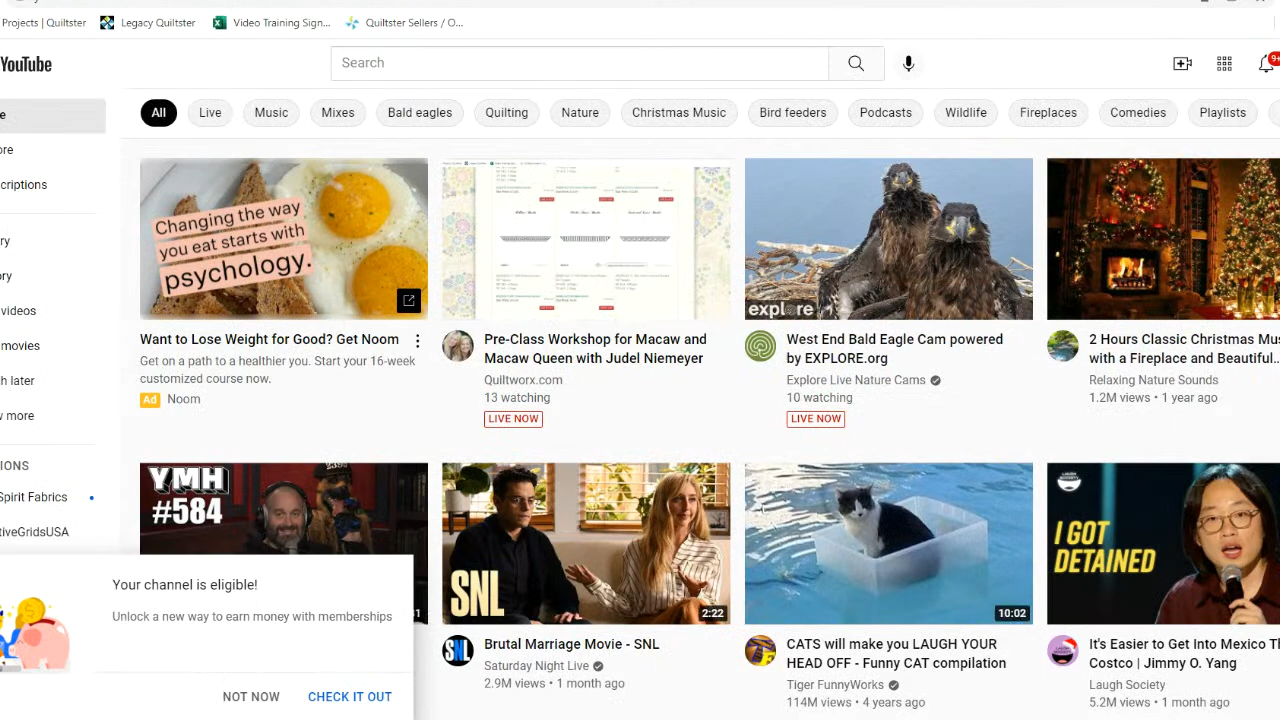 Projects | Quiltster
Legacy Quiltster
Video Training Sign...
Quiltster Sellers / O...
YouTube
Search
9+
All
Live
Music
Mixes
Bald eagles
Quilting
Nature
Christmas Music
Bird feeders
Podcasts
Wildlife
Fireplaces
Comedies
Playlists
e
ore
criptions
ry
ory
videos
movies
h later
w more
IONS
Spirit Fabrics
tiveGridsUSA
Changing the way
you eat starts with
psychology.
Want to Lose Weight for Good? Get Noom
Get on a path to a healthier you. Start your 16-week
customized course now.
Ad Noom
Pre-Class Workshop for Macaw and
Macaw Queen with Judel Niemeyer
Quiltworx.com
13 watching
LIVE NOW
explore
West End Bald Eagle Cam powered
by EXPLORE.org
Explore Live Nature Cams
10 watching
LIVE NOW
2 Hours Classic Christmas Mus
with a Fireplace and Beautiful...
Relaxing Nature Sounds
1.2M views • 1 year ago
YMH
#584
SNL
2:22
SNL
Brutal Marriage Movie - SNL
Saturday Night Live
2.9M views • 1 month ago
10:02
CATS will make you LAUGH YOUR
HEAD OFF - Funny CAT compilation
Tiger FunnyWorks
114M views • 4 years ago
LAUGH
SOCIETY
I GOT
DETAINED
It's Easier to Get Into Mexico T
Costco | Jimmy O. Yang
Laugh Society
5.2M views • 1 month ago
Your channel is eligible!
Unlock a new way to earn money with memberships
NOT NOW
CHECK IT OUT